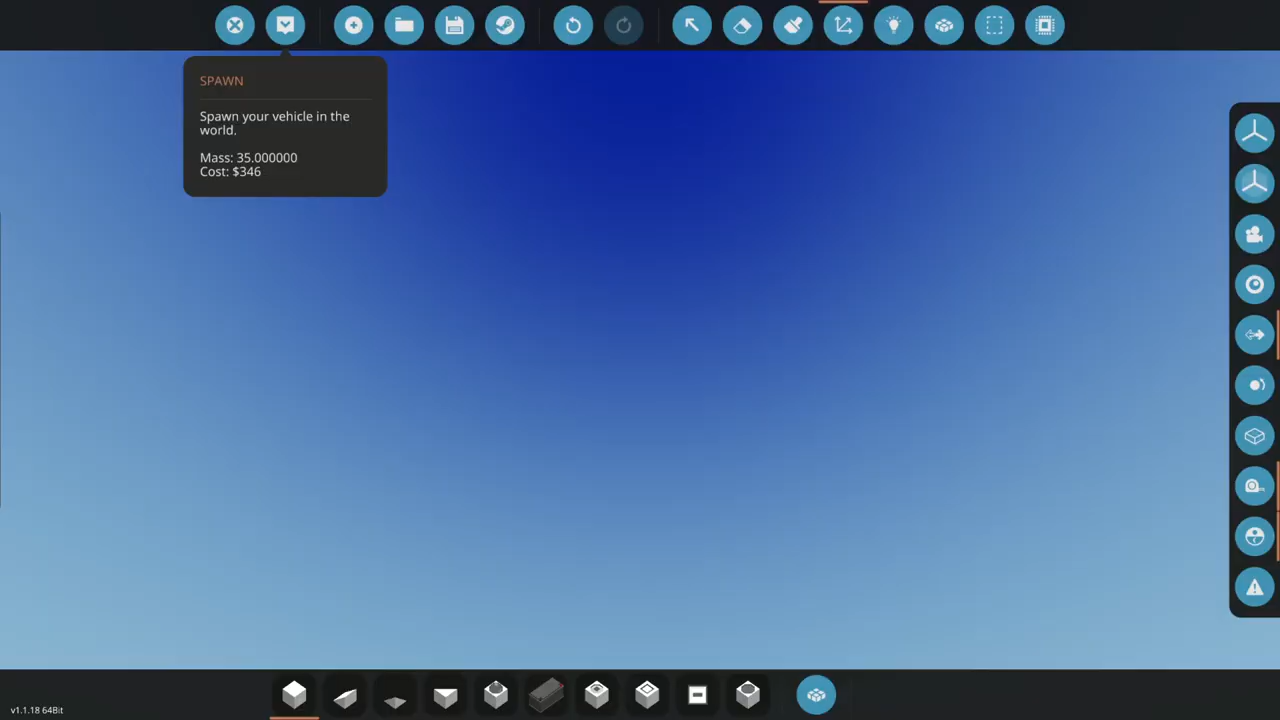 SPAWN
Spawn your vehicle in the
world.
Mass: 35.000000
Cost: $346
v1.1.18 64Bit